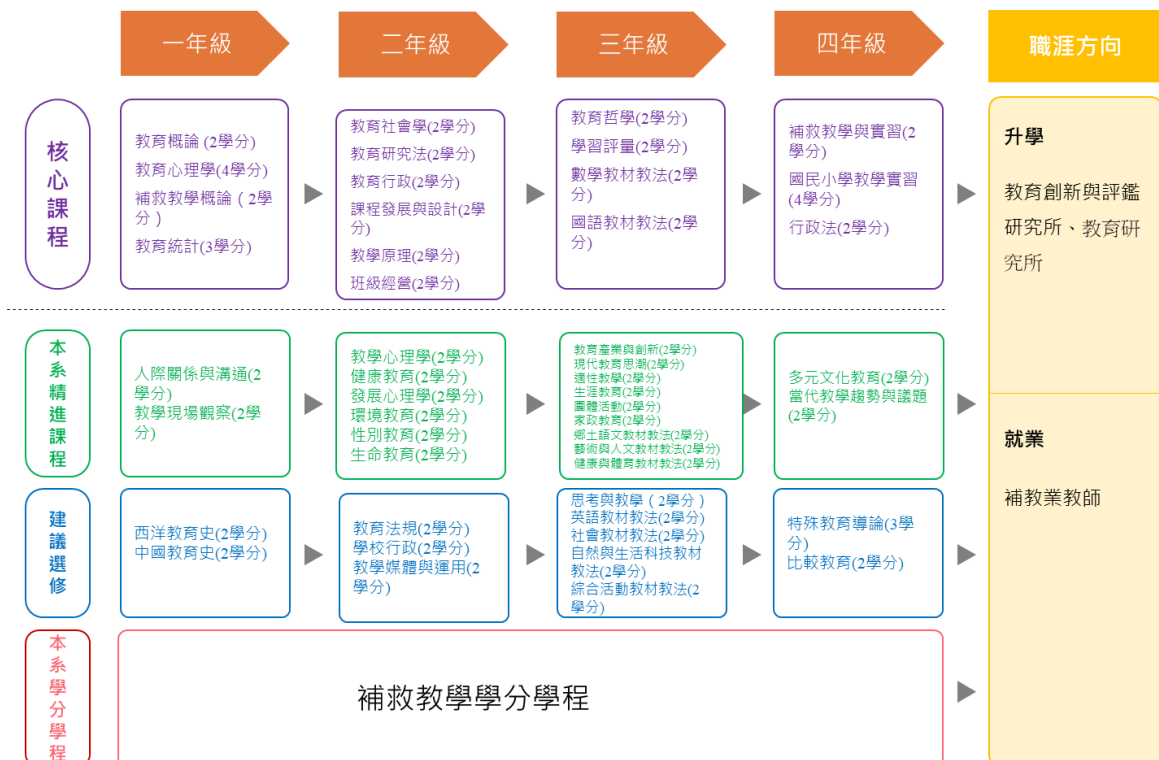 一年級
二年級
三年級
四年級
職涯方向
核心課程
教育概論 (2學分)
教育心理學(4學分)
補救教學概論（2學
分）
教育統計(3學分)
教育社會學(2學分)
教育研究法(2學分)
教育行政(2學分)
課程發展與設計(2學
分)
教學原理(2學分)
班級經營(2學分)
教育哲學(2學分)
學習評量(2學分)
數學教材教法(2學
分)
國語教材教法(2學
分)
補救教學與實習(2
學分)
國民小學教學實習
(4學分)
行政法(2學分)
升學
教育創新與評鑑
研究所、教育研
究所
本系精進課程
人際關係與溝通(2
學分)
教學現場觀察(2學
分)
教學心理學(2學分)
健康教育(2學分)
發展心理學(2學分)
環境教育(2學分)
性別教育(2學分)
生命教育(2學分)
教育產業與創新(2學分)
現代教育思潮(2學分)
適性教學(2學分)
生涯教育(2學分)
團體活動(2學分)
家政教育(2學分)
鄉土語文教材教法(2學分)
藝術與人文教材教法(2學分)
健康與體育教材教法(2學分)
多元文化教育(2學分)
當代教學趨勢與議題
(2學分)
就業
補教業教師
建議選修
西洋教育史(2學分)
中國教育史(2學分)
教育法規(2學分)
學校行政(2學分)
教學媒體與運用(2
學分)
思考與教學（2學分）
英語教材教法(2學分)
社會教材教法(2學分)
自然與生活科技教材
教法(2學分)
綜合活動教材教法(2
學分)
特殊教育導論(3學
分)
比較教育(2學分)
本系學分學程
補救教學學分學程